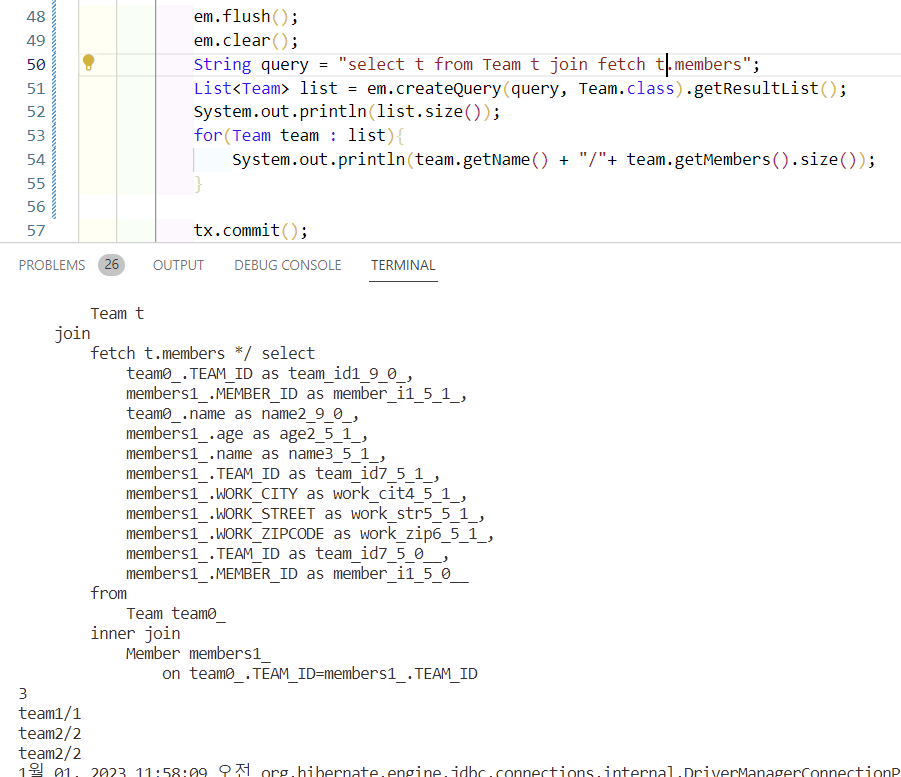 48 em.flush();
49 em.clear();
50 String query = "select t from Team t join fetch t.members";
51 List<Team> list = em.createQuery(query, Team.class).getResultList();
52 System.out.println(list.size());
53 for(Team team : list){
54 System.out.println(team.getName() + "/"+ team.getMembers().size());
55 }
56
57 tx.commit();
PROBLEMS 26 OUTPUT DEBUG CONSOLE TERMINAL
Team t
join
fetch t.members */ select
team0_.TEAM_ID as team_id1_9_0_,
members1_.MEMBER_ID as member_i1_5_1_,
team0_.name as name2_9_0_,
members1_.age as age2_5_1_,
members1_.name as name3_5_1_,
members1_.TEAM_ID as team_id7_5_1_,
members1_.WORK_CITY as work_cit4_5_1_,
members1_.WORK_STREET as work_str5_5_1_,
members1_.WORK_ZIPCODE as work_zip6_5_1_,
members1_.TEAM_ID as team_id7_5_0__,
members1_.MEMBER_ID as member_i1_5_0__
from
Team team0_
inner join
Member members1_
on team0_.TEAM_ID=members1_.TEAM_ID
3
team1/1
team2/2
team2/2
1월 01, 2023 11:58:09 오전 org.hibernate.engine.jdbc.connections.internal.DriverManagerConnectionP